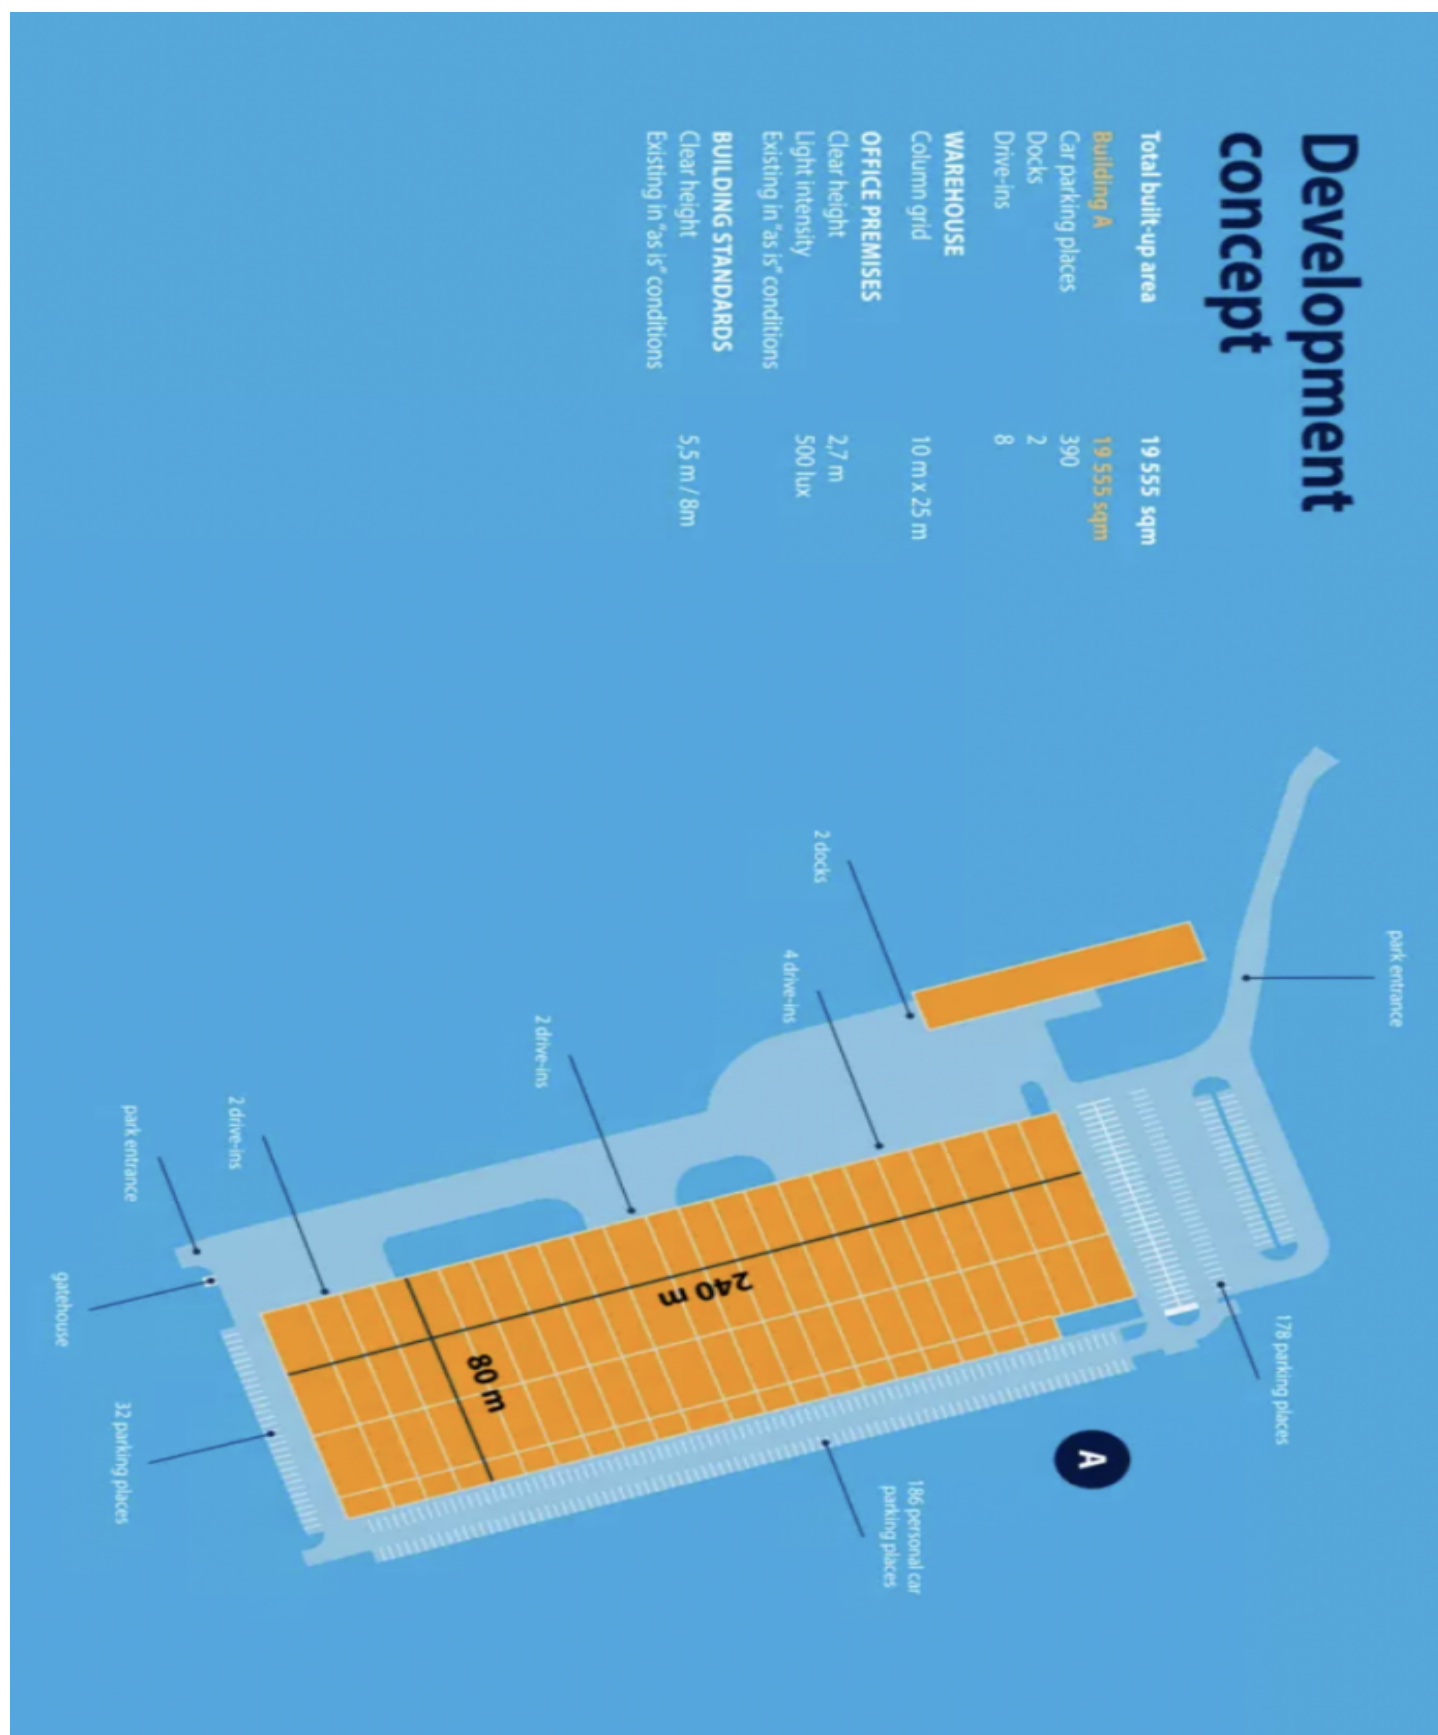 Development
concept
Total built-up area 19 555 sqm
Building A 19 555 sqm
Car parking places 390
Docks 2
Drive-ins 8
WAREHOUSE
Column grid 10 m x 25 m
OFFICE PREMISES
Clear height 2,7 m
Light intensity 500 lux
Existing in "as is" conditions
BUILDING STANDARDS
Clear height 5,5 m / 8m
Existing in "as is" conditions
park entrance
2 docks
4 drive-ins
2 drive-ins
2 drive-ins
park entrance
gatehouse
240 m
80 m
178 parking places
A
32 parking places
186 personal car
parking places